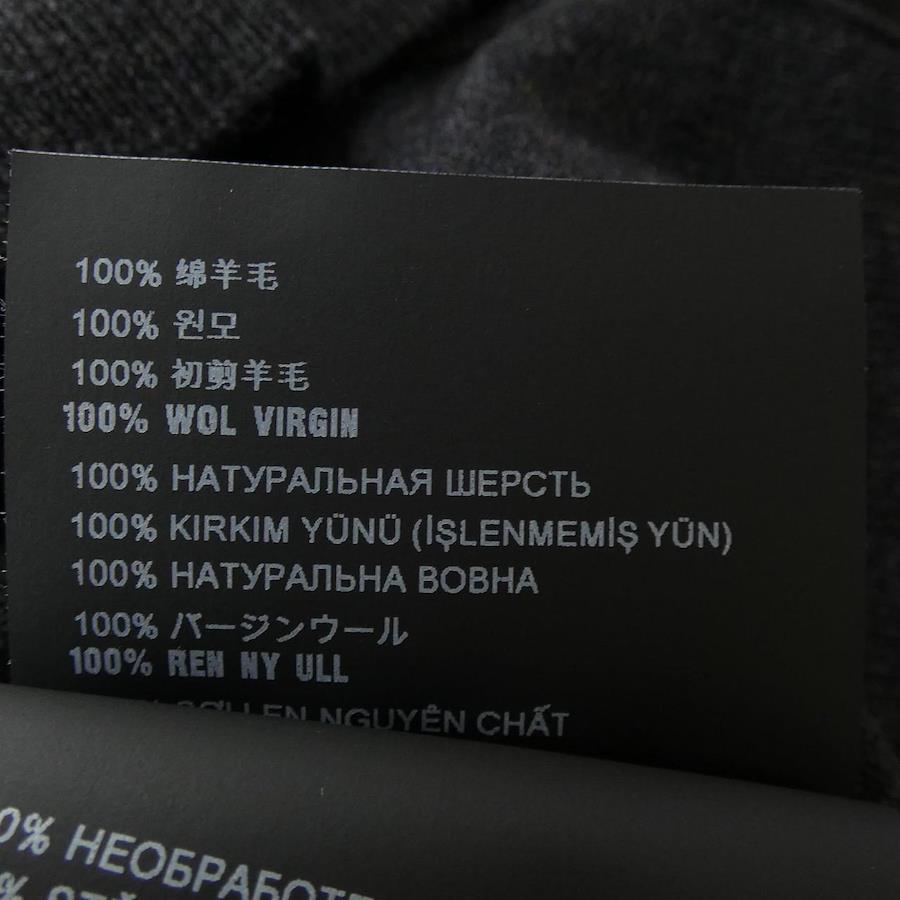 100% 绵羊毛
100% 원모
100% 初剪羊毛
100% WOL VIRGIN
100% НАТУРАЛЬНАЯ ШЕРСТЬ
100% KIRKIM YÜNÜ (İŞLENMEMİŞ YÜN)
100% НАТУРАЛЬНА ВОВНА
100% バージンウール
100% REN NY ULL
LEN NGUYÊN CHẤT
0% НЕОБРАБОТ